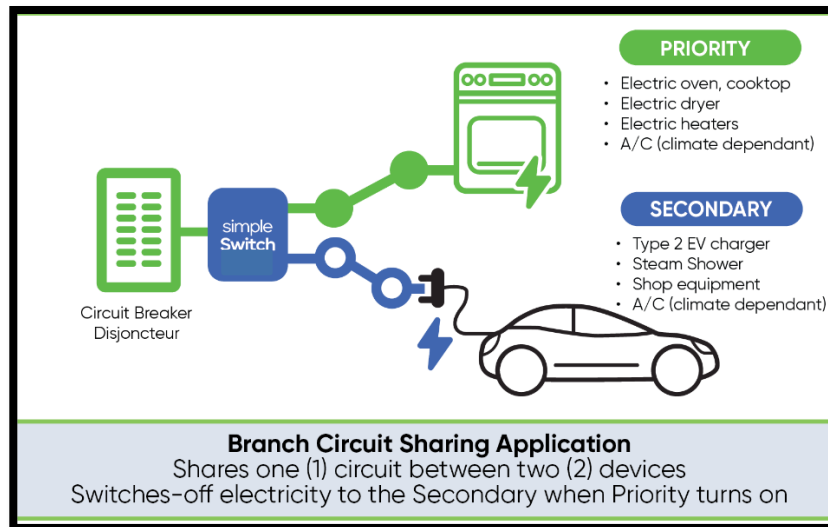 PRIORITY
• Electric oven, cooktop
• Electric dryer
• Electric heaters
• A/C (climate dependant)
simple
Switch
Circuit Breaker
Disjoncteur
SECONDARY
• Type 2 EV charger
• Steam Shower
• Shop equipment
• A/C (climate dependant)
Branch Circuit Sharing Application
Shares one (1) circuit between two (2) devices
Switches-off electricity to the Secondary when Priority turns on